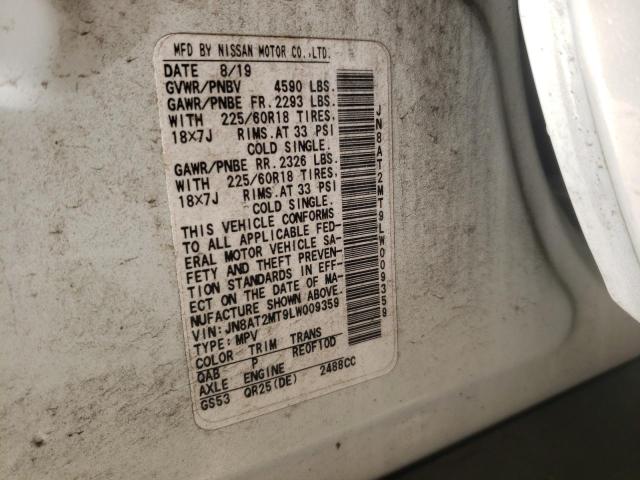 MFD BY NISSAN MOTOR CO.,LTD.
DATE 8/19
GVWR/PNBV 4590 LBS.
GAWR/PNBE FR. 2293 LBS.
WITH 225/60R18 TIRES,
18X7J RIMS.AT 33 PSI
COLD SINGLE.
GAWR/PNBE RR. 2326 LBS.
WITH 225/60R18 TIRES,
18X7J RIMS.AT 33 PSI
COLD SINGLE.
THIS VEHICLE CONFORMS
TO ALL APPLICABLE FED-
ERAL MOTOR VEHICLE SA-
FETY AND THEFT PREVEN-
TION STANDARDS IN EFF-
ECT ON THE DATE OF MA-
NUFACTURE SHOWN ABOVE.
VIN: JN8AT2MT9LW009359
TYPE: MPV
COLOR TRIM TRANS
QAB P RE0F10D
AXLE ENGINE
GS53 QR25(DE) 2488CC
JN8AT2MT9LW009359